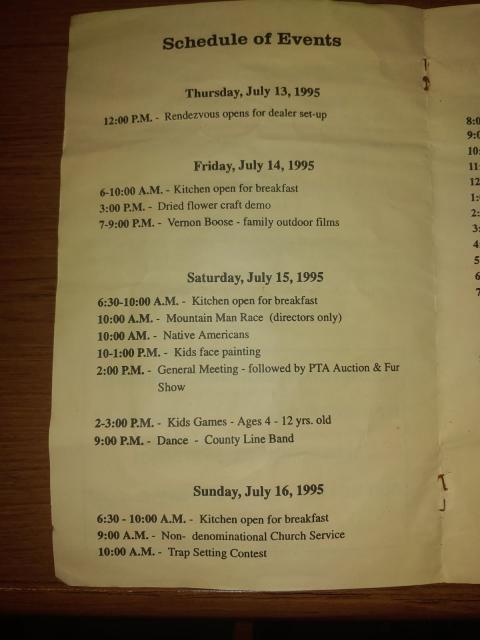 Schedule of Events
Thursday, July 13, 1995
12:00 P.M. - Rendezvous opens for dealer set-up
Friday, July 14, 1995
6-10:00 A.M. - Kitchen open for breakfast
3:00 P.M. - Dried flower craft demo
7-9:00 P.M. - Vernon Boose - family outdoor films
Saturday, July 15, 1995
6:30-10:00 A.M. - Kitchen open for breakfast
10:00 A.M. - Mountain Man Race (directors only)
10:00 AM. - Native Americans
10-1:00 P.M. - Kids face painting
2:00 P.M. - General Meeting - followed by PTA Auction & Fur
Show
2-3:00 P.M. - Kids Games - Ages 4 - 12 yrs. old
9:00 P.M. - Dance - County Line Band
Sunday, July 16, 1995
6:30 - 10:00 A.M. - Kitchen open for breakfast
9:00 A.M. - Non- denominational Church Service
10:00 A.M. - Trap Setting Contest